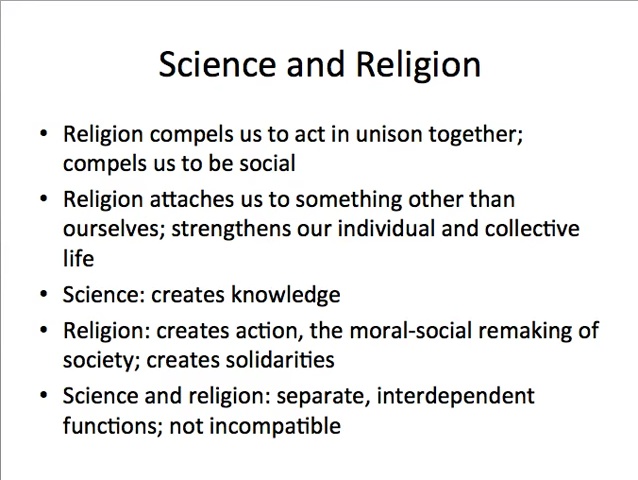 Science and Religion
• Religion compels us to act in unison together;
compels us to be social
• Religion attaches us to something other than
ourselves; strengthens our individual and collective
life
• Science: creates knowledge
• Religion: creates action, the moral-social remaking of
society; creates solidarities
• Science and religion: separate, interdependent
functions; not incompatible